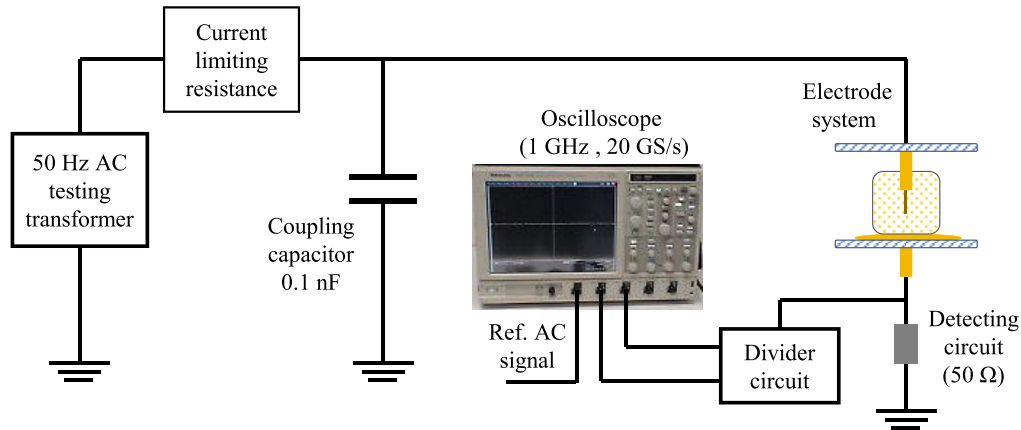 Current
limiting
resistance
50 Hz AC
testing
transformer
Coupling
capacitor
0.1 nF
Oscilloscope
(1 GHz , 20 GS/s)
Tektronix
Ref. AC
signal
Electrode
system
Divider
circuit
Detecting
circuit
(50 Ω)